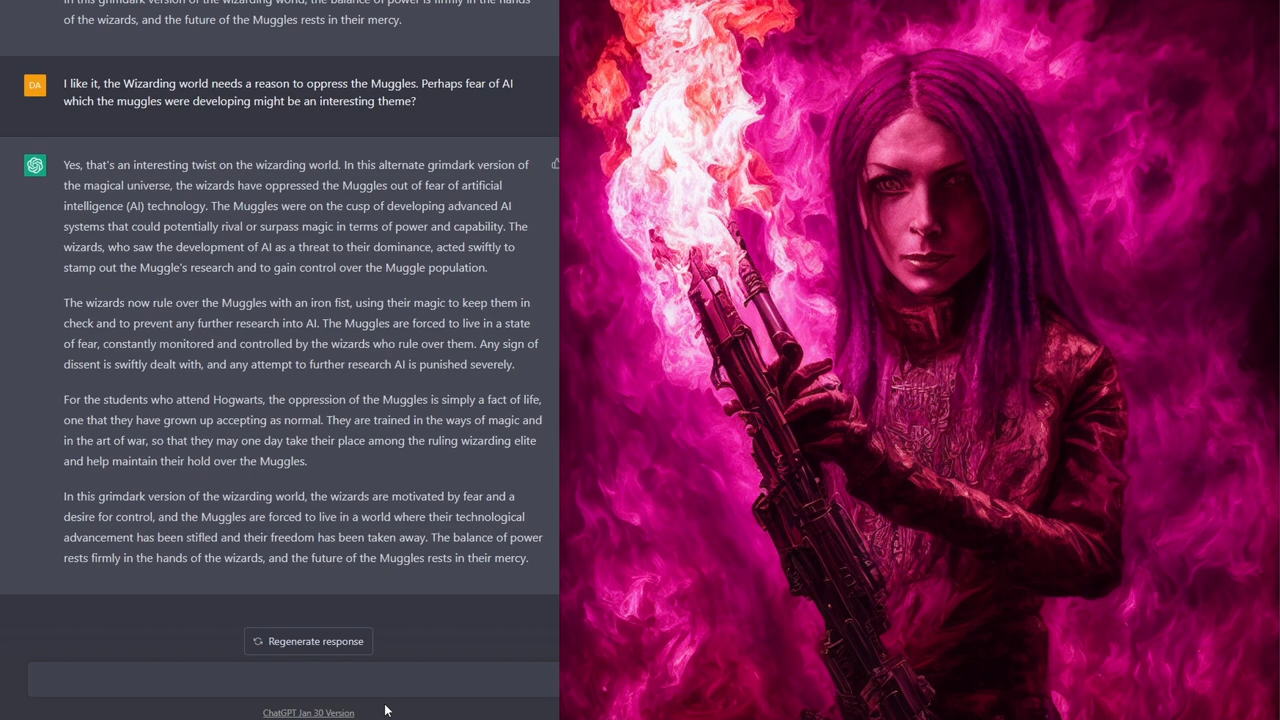 In this grimdark version of the wizarding world, the balance of power is firmly in the hands
of the wizards, and the future of the Muggles rests in their mercy.
DA
I like it, the Wizarding world needs a reason to oppress the Muggles. Perhaps fear of AI
which the muggles were developing might be an interesting theme?
Yes, that's an interesting twist on the wizarding world. In this alternate grimdark version of
the magical universe, the wizards have oppressed the Muggles out of fear of artificial
intelligence (AI) technology. The Muggles were on the cusp of developing advanced AI
systems that could potentially rival or surpass magic in terms of power and capability. The
wizards, who saw the development of AI as a threat to their dominance, acted swiftly to
stamp out the Muggle's research and to gain control over the Muggle population.
The wizards now rule over the Muggles with an iron fist, using their magic to keep them in
check and to prevent any further research into AI. The Muggles are forced to live in a state
of fear, constantly monitored and controlled by the wizards who rule over them. Any sign of
dissent is swiftly dealt with, and any attempt to further research AI is punished severely.
For the students who attend Hogwarts, the oppression of the Muggles is simply a fact of life,
one that they have grown up accepting as normal. They are trained in the ways of magic and
in the art of war, so that they may one day take their place among the ruling wizarding elite
and help maintain their hold over the Muggles.
In this grimdark version of the wizarding world, the wizards are motivated by fear and a
desire for control, and the Muggles are forced to live in a world where their technological
advancement has been stifled and their freedom has been taken away. The balance of power
rests firmly in the hands of the wizards, and the future of the Muggles rests in their mercy.
Regenerate response
ChatGPT Jan 30 Version